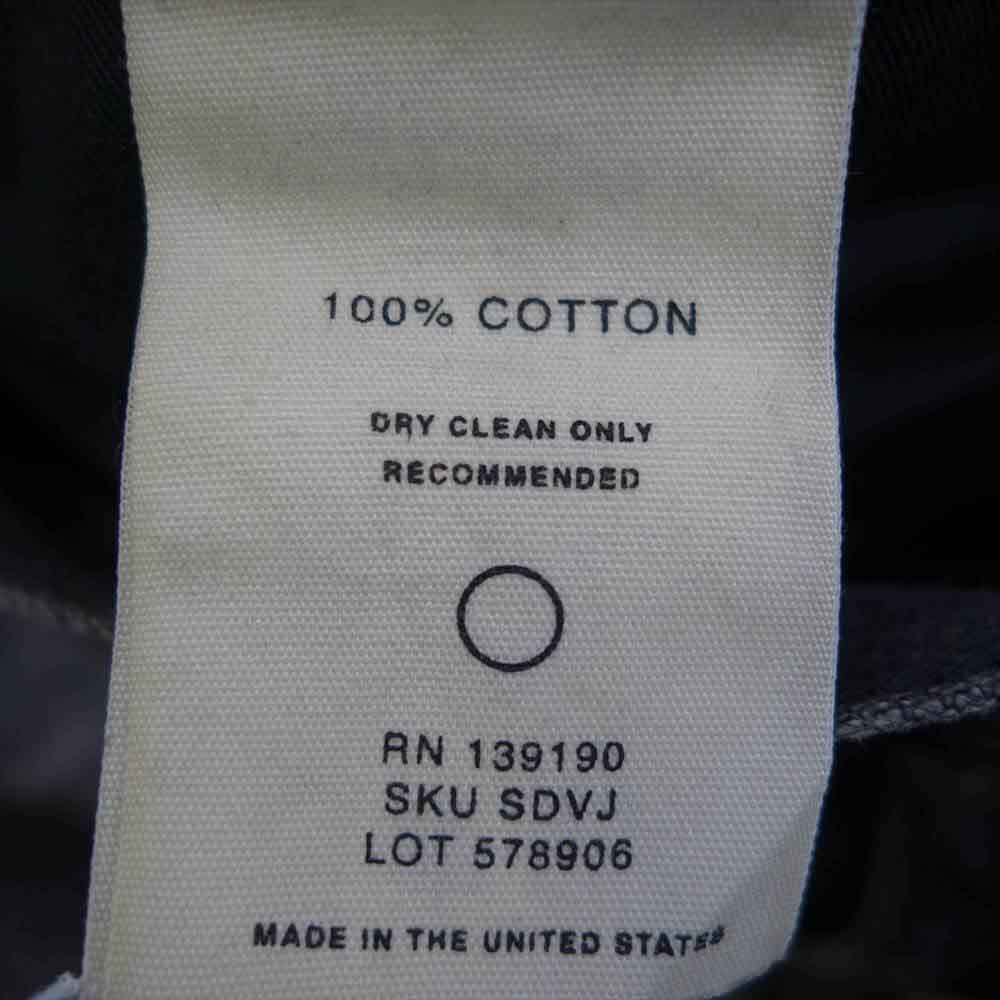 100% COTTON
DRY CLEAN ONLY
RECOMMENDED
RN 139190
SKU SDVJ
LOT 578906
MADE IN THE UNITED STATES